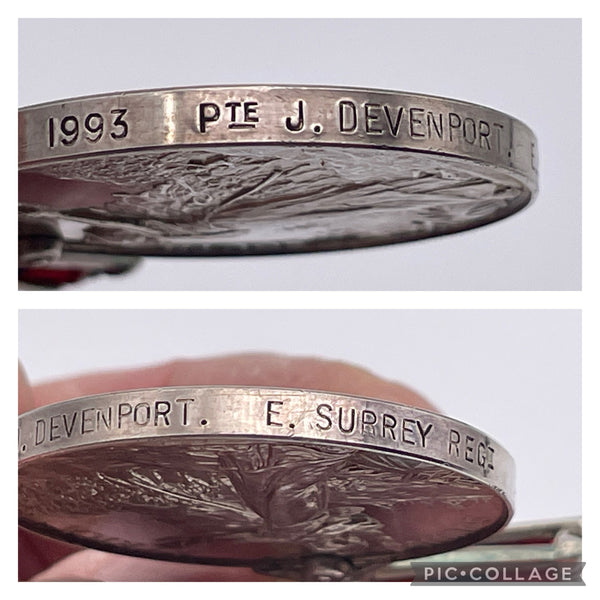 1993 PTE J. DEVENPORT. E
J. DEVENPORT. E. SURREY REGT
PIC•COLLAGE